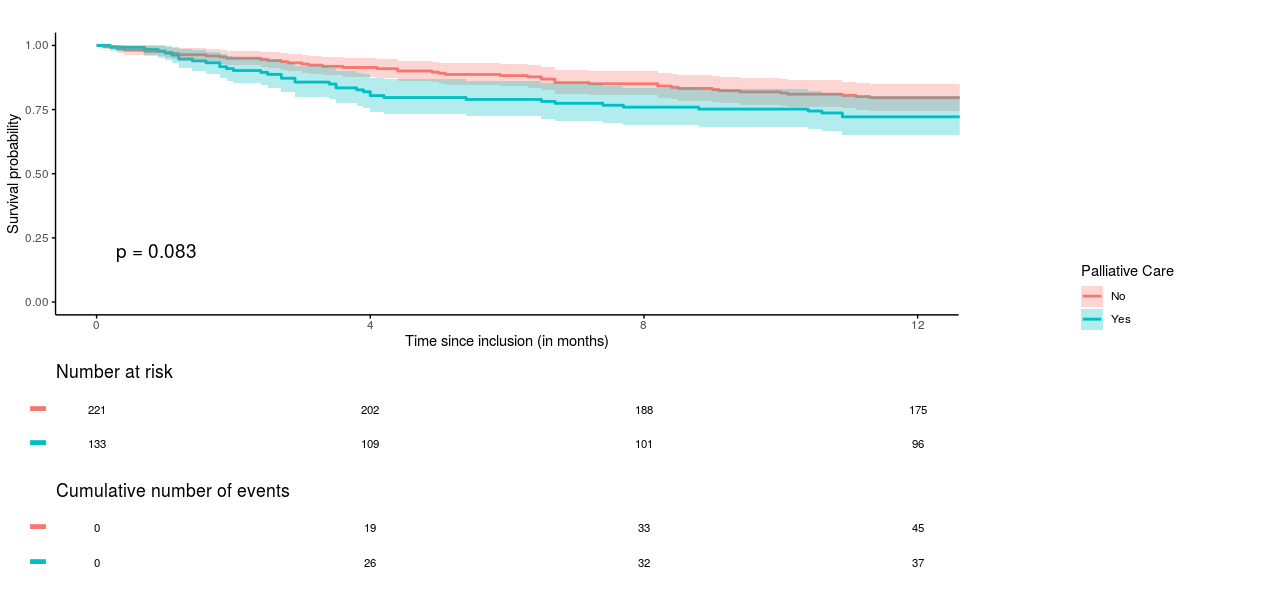 1.00
0.75
0.50
0.25
0.00
Survival probability
p = 0.083
0 4 8 12
Time since inclusion (in months)
Palliative Care
No
Yes
Number at risk
221 202 188 175
133 109 101 96
Cumulative number of events
0 19 33 45
0 26 32 37